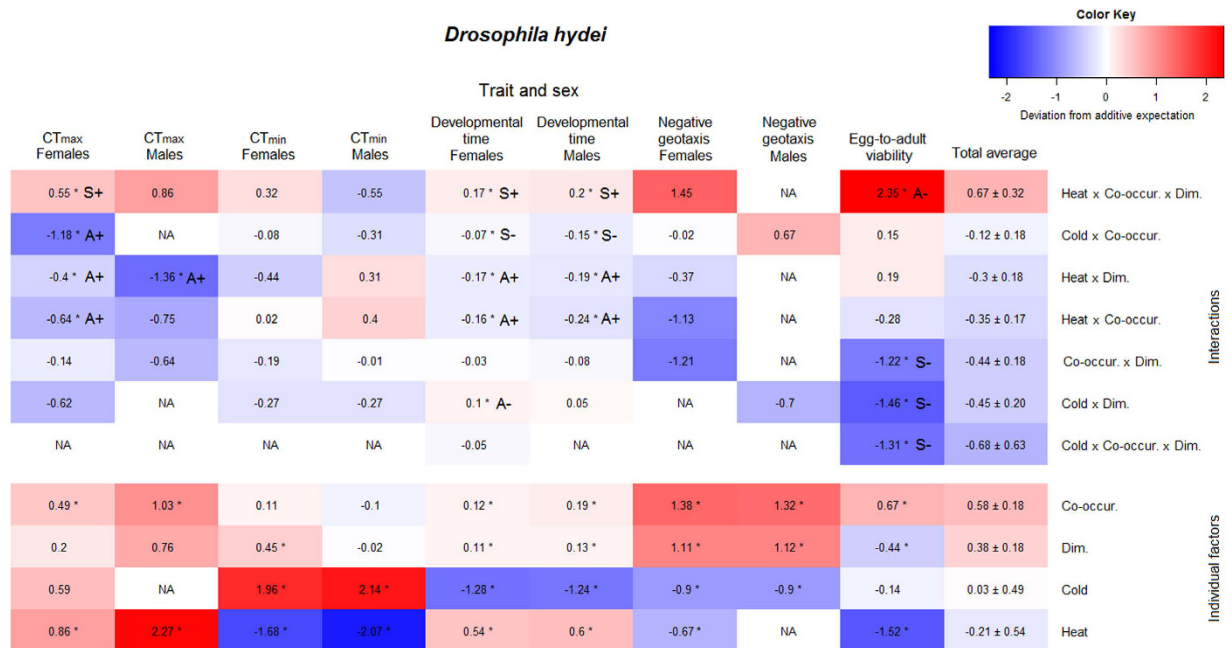 Color Key
Drosophila hydei
-2 -1 0 1 2
Deviation from additive expectation
Trait and sex
CTmax Females
CTmax Males
CTmin Females
CTmin Males
Developmental time Females
Developmental time Males
Negative geotaxis Females
Negative geotaxis Males
Egg-to-adult viability
Total average
0.55 * S+ 0.86 0.32 -0.55 0.17 * S+ 0.2 * S+ 1.45 NA 2.35 * A- 0.67 ± 0.32 Heat x Co-occur. x Dim.
-1.18 * A+ NA -0.08 -0.31 -0.07 * S- -0.15 * S- -0.02 0.67 0.15 -0.12 ± 0.18 Cold x Co-occur.
-0.4 * A+ -1.36 * A+ -0.44 0.31 -0.17 * A+ -0.19 * A+ -0.37 NA 0.19 -0.3 ± 0.18 Heat x Dim.
-0.64 * A+ -0.75 0.02 0.4 -0.16 * A+ -0.24 * A+ -1.13 NA -0.28 -0.35 ± 0.17 Heat x Co-occur.
-0.14 -0.64 -0.19 -0.01 -0.03 -0.08 -1.21 NA -1.22 * S- -0.44 ± 0.18 Co-occur. x Dim.
-0.62 NA -0.27 -0.27 0.1 * A- 0.05 NA -0.7 -1.46 * S- -0.45 ± 0.20 Cold x Dim.
NA NA NA NA -0.05 NA NA NA -1.31 * S- -0.68 ± 0.63 Cold x Co-occur. x Dim.
Interactions
0.49 * 1.03 * 0.11 -0.1 0.12 * 0.19 * 1.38 * 1.32 * 0.67 * 0.58 ± 0.18 Co-occur.
0.2 0.76 0.45 * -0.02 0.11 * 0.13 * 1.11 * 1.12 * -0.44 * 0.38 ± 0.18 Dim.
0.59 NA 1.96 * 2.14 * -1.28 * -1.24 * -0.9 * -0.9 * -0.14 0.03 ± 0.49 Cold
0.86 * 2.27 * -1.68 * -2.07 * 0.54 * 0.6 * -0.67 * NA -1.52 * -0.21 ± 0.54 Heat
Individual factors